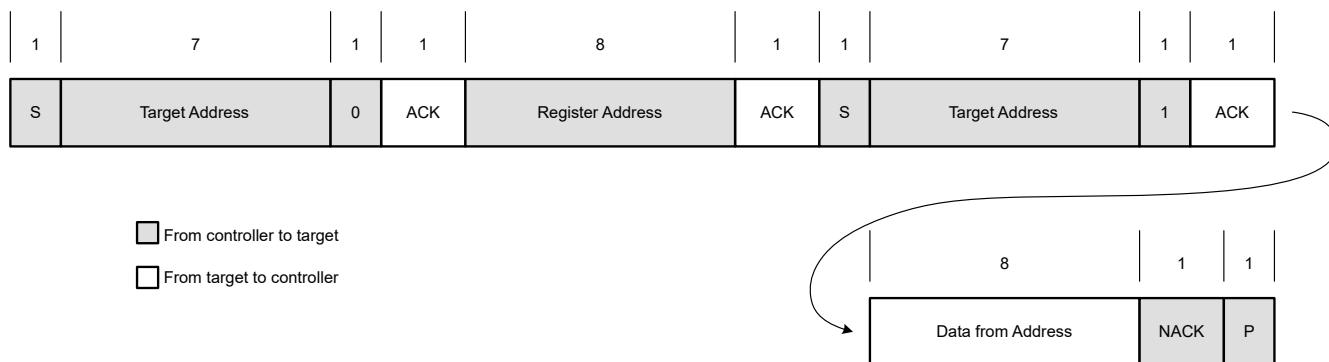 1 7 1 1 8 1 1 7 1 1
S Target Address 0 ACK Register Address ACK S Target Address 1 ACK
From controller to target
From target to controller
8 1 1
Data from Address NACK P